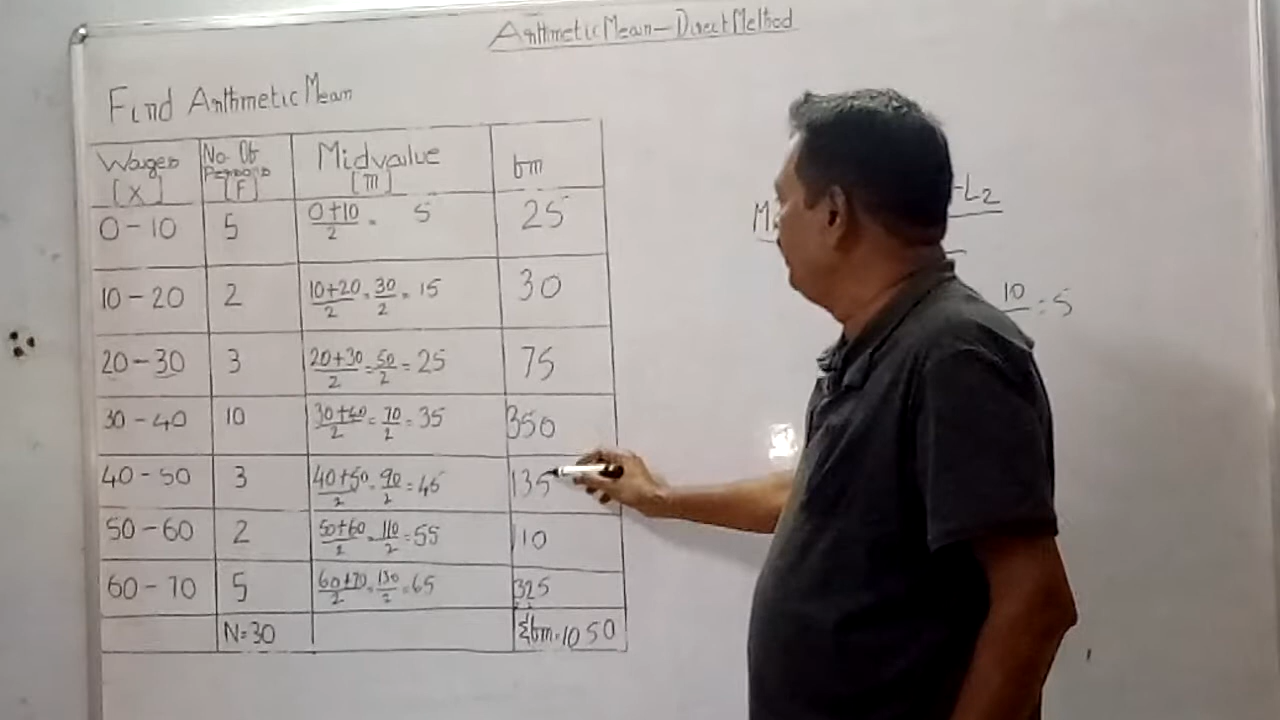 Arithmetic Mean - Direct Method
Find Arithmetic Mean
Wages [X] No. Of Persons [F] Midvalue [m] fm
0-10 5 0+10/2 = 5 25
10-20 2 10+20/2 = 30/2 = 15 30
20-30 3 20+30/2 = 50/2 = 25 75
30-40 10 30+40/2 = 70/2 = 35 350
40-50 3 40+50/2 = 90/2 = 45 135
50-60 2 50+60/2 = 110/2 = 55 110
60-70 5 60+70/2 = 130/2 = 65 325
N=30 Σfm=1050
-L2
10 = 5